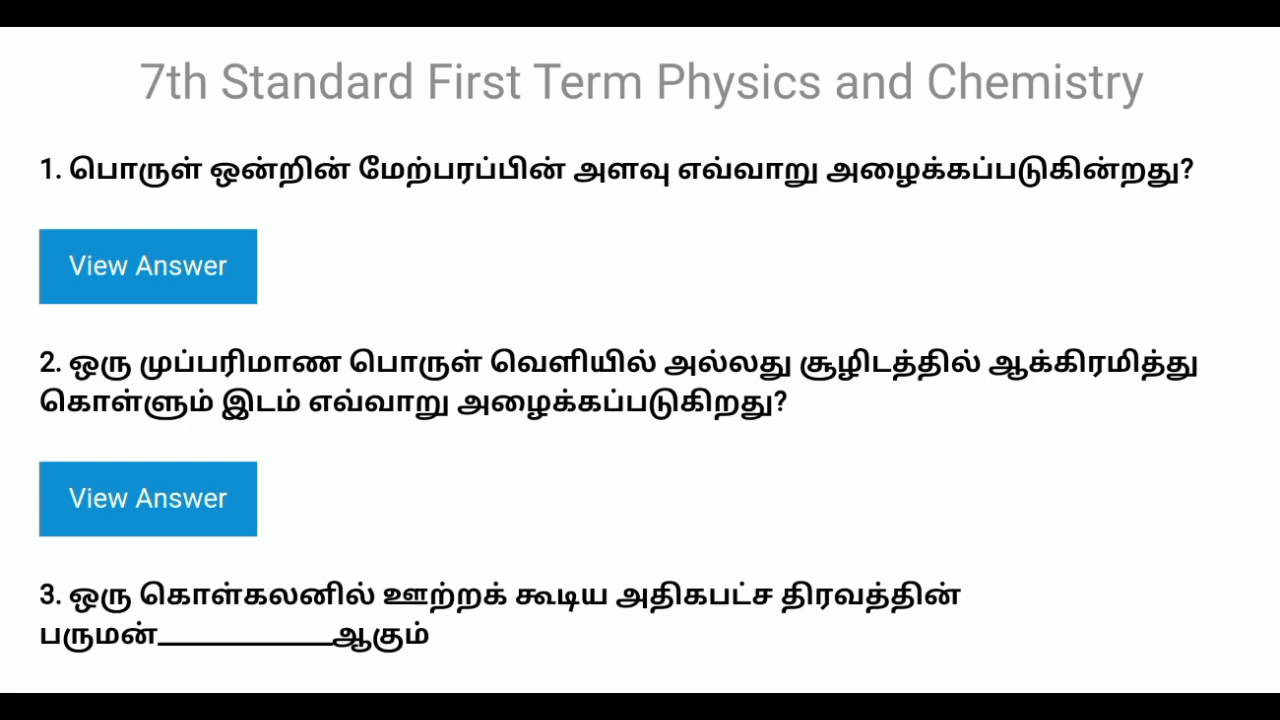 7th Standard First Term Physics and Chemistry
1. பொருள் ஒன்றின் மேற்பரப்பின் அளவு எவ்வாறு அழைக்கப்படுகின்றது?
View Answer
2. ஒரு முப்பரிமாண பொருள் வெளியில் அல்லது சூழிடத்தில் ஆக்கிரமித்து
கொள்ளும் இடம் எவ்வாறு அழைக்கப்படுகிறது?
View Answer
3. ஒரு கொள்கலனில் ஊற்றக் கூடிய அதிகபட்ச திரவத்தின்
பருமன்____________ஆகும்